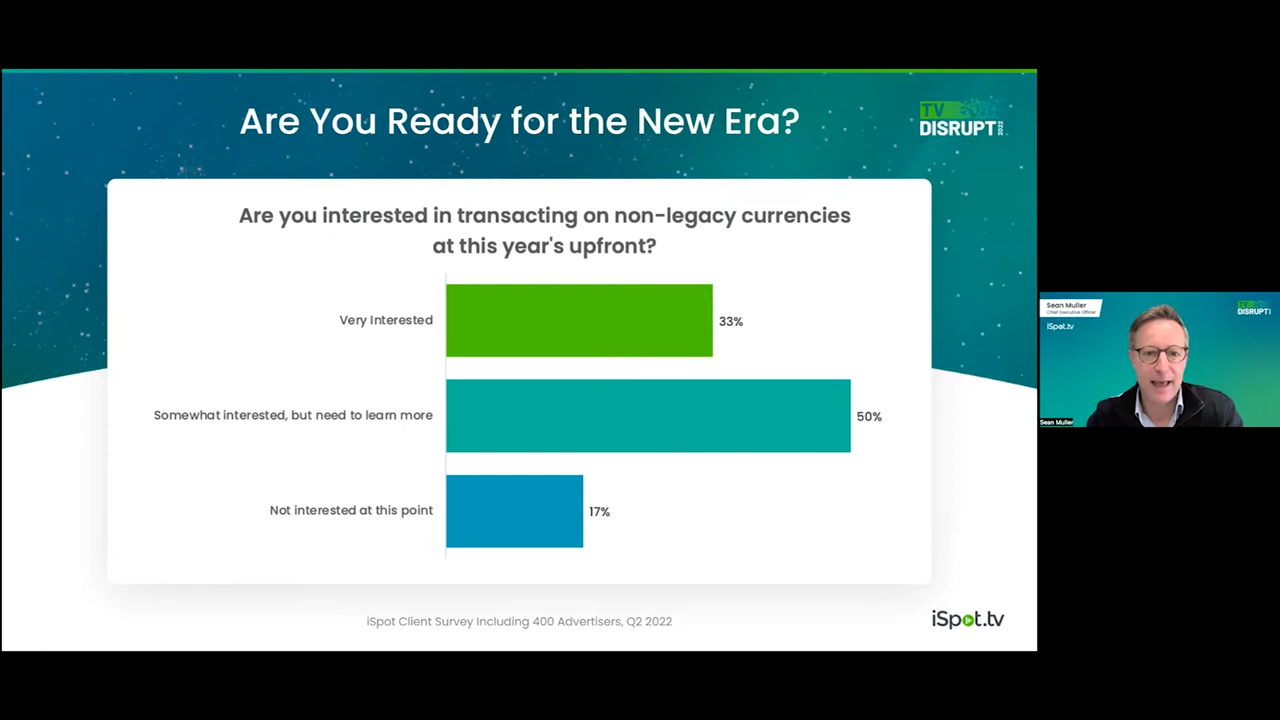 Are You Ready for the New Era?
TV
DISRUPT 2022
Are you interested in transacting on non-legacy currencies
at this year's upfront?
Very Interested
33%
Somewhat interested, but need to learn more
50%
Not interested at this point
17%
iSpot Client Survey Including 400 Advertisers, Q2 2022
iSpot.tv
Sean Muller
Chief Executive Officer
iSpot.tv
TV
DISRUPT
Sean Muller